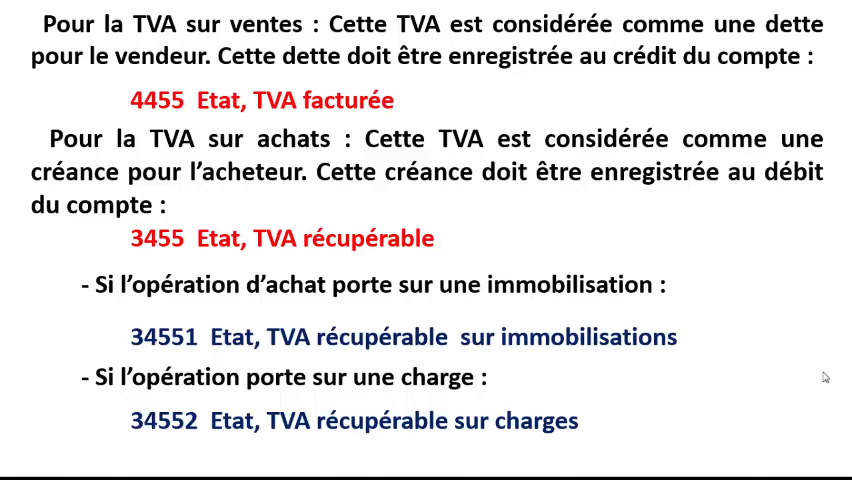 Pour la TVA sur ventes : Cette TVA est considérée comme une dette
pour le vendeur. Cette dette doit être enregistrée au crédit du compte :
4455 Etat, TVA facturée
Pour la TVA sur achats : Cette TVA est considérée comme une
créance pour l’acheteur. Cette créance doit être enregistrée au débit
du compte :
3455 Etat, TVA récupérable
- Si l’opération d’achat porte sur une immobilisation :
34551 Etat, TVA récupérable sur immobilisations
- Si l’opération porte sur une charge :
34552 Etat, TVA récupérable sur charges